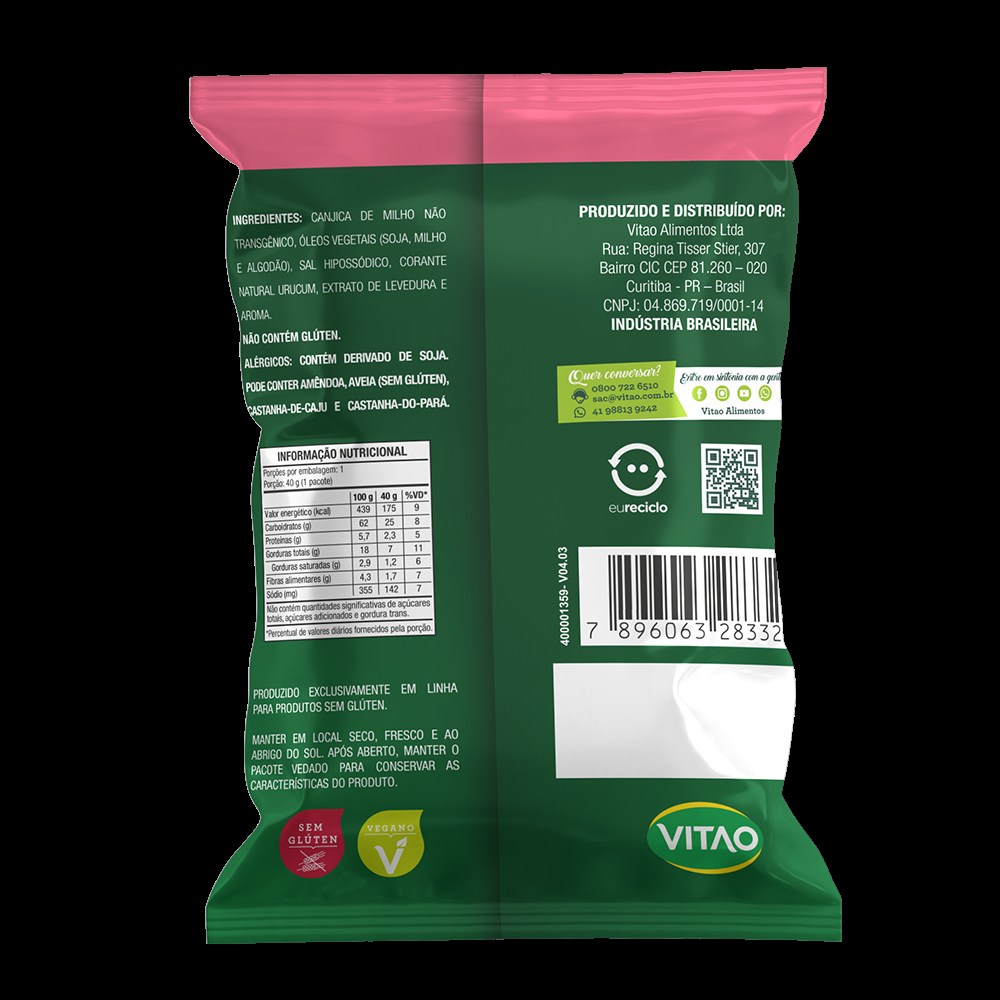 INGREDIENTES: CANJICA DE MILHO NÃO
TRANSGÊNICO, ÓLEOS VEGETAIS (SOJA, MILHO
E ALGODÃO), SAL HIPOSSÓDICO, CORANTE
NATURAL URUCUM, EXTRATO DE LEVEDURA E
AROMA.
NÃO CONTÉM GLÚTEN.
ALÉRGICOS: CONTÉM DERIVADO DE SOJA.
PODE CONTER AMÊNDOA, AVEIA (SEM GLÚTEN),
CASTANHA-DE-CAJU E CASTANHA-DO-PARÁ.
INFORMAÇÃO NUTRICIONAL
Porções por embalagem: 1
Porção: 40 g (1 pacote)
100 g 40 g %VD*
Valor energético (kcal) 439 175 9
Carboidratos (g) 62 25 8
Proteínas (g) 5,7 2,3 5
Gorduras totais (g) 18 7 11
Gorduras saturadas (g) 2,9 1,2 6
Fibras alimentares (g) 4,3 1,7 7
Sódio (mg) 355 142 7
Não contém quantidades significativas de açúcares
totais, açúcares adicionados e gordura trans.
*Percentual de valores diários fornecidos pela porção.
PRODUZIDO EXCLUSIVAMENTE EM LINHA
PARA PRODUTOS SEM GLÚTEN.
MANTER EM LOCAL SECO, FRESCO E AO
ABRIGO DO SOL. APÓS ABERTO, MANTER O
PACOTE VEDADO PARA CONSERVAR AS
CARACTERÍSTICAS DO PRODUTO.
SEM
GLÚTEN
VEGANO
V
PRODUZIDO E DISTRIBUÍDO POR:
Vitao Alimentos Ltda
Rua: Regina Tisser Stier, 307
Bairro CIC CEP 81.260 – 020
Curitiba - PR – Brasil
CNPJ: 04.869.719/0001-14
INDÚSTRIA BRASILEIRA
Quer conversar?
0800 722 6510
sac@vitao.com.br
41 98813 9242
Entre em sintonia com a gente
Vitao Alimentos
eureciclo
400001359- V04.03
7 896063 28332
VITAO